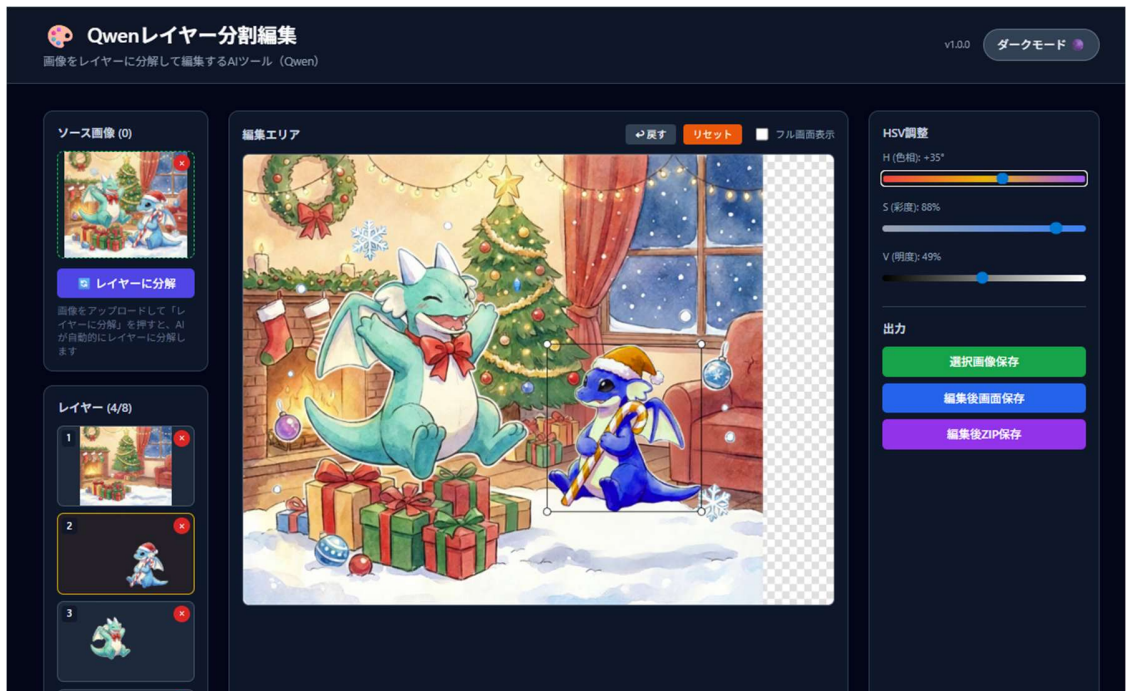 Qwenレイヤー分割編集
画像をレイヤーに分解して編集するAIツール（Qwen）
v1.0.0
ダークモード
ソース画像 (0)
レイヤーに分解
画像をアップロードして「レ
イヤーに分解」を押すと、AI
が自動的にレイヤーに分解し
ます
レイヤー (4/8)
1
2
3
編集エリア
戻す
リセット
フル画面表示
HSV調整
H (色相): +35°
S (彩度): 88%
V (明度): 49%
出力
選択画像保存
編集後画面保存
編集後ZIP保存